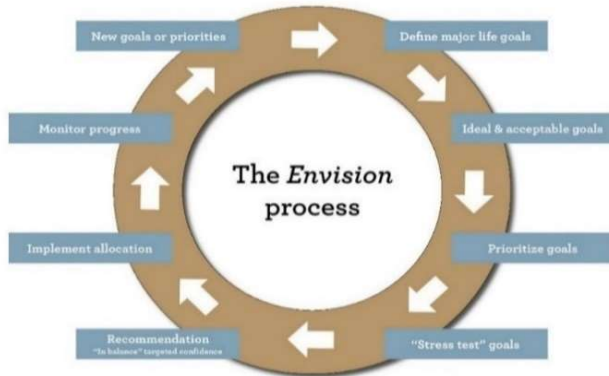 New goals or priorities
Define major life goals
Monitor progress
Ideal & acceptable goals
The Envision
process
Implement allocation
Prioritize goals
Recommendation
"In balance" targeted confidence
"Stress test" goals